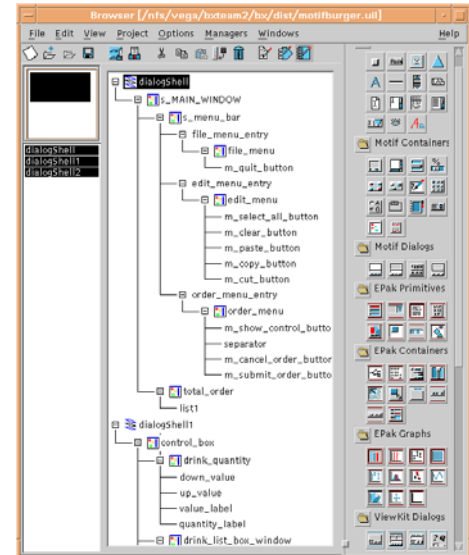 Browser [/nfs/vega/bxteam2/bx/dist/motifburger.uil]
File Edit View Project Options Managers Windows Help
dialogShell
dialogShell1
dialogShell2
dialogShell
s_MAIN_WINDOW
s_menu_bar
file_menu_entry
file_menu
m_quit_button
edit_menu_entry
edit_menu
m_select_all_button
m_clear_button
m_paste_button
m_copy_button
m_cut_button
order_menu_entry
order_menu
m_show_control_butto
separator
m_cancel_order_button
m_submit_order_butto
total_order
list1
dialogShell1
control_box
drink_quantity
down_value
up_value
value_label
quantity_label
drink_list_box_window
Motif Containers
Motif Dialogs
EPak Primitives
EPak Containers
EPak Graphs
ViewKit Dialogs